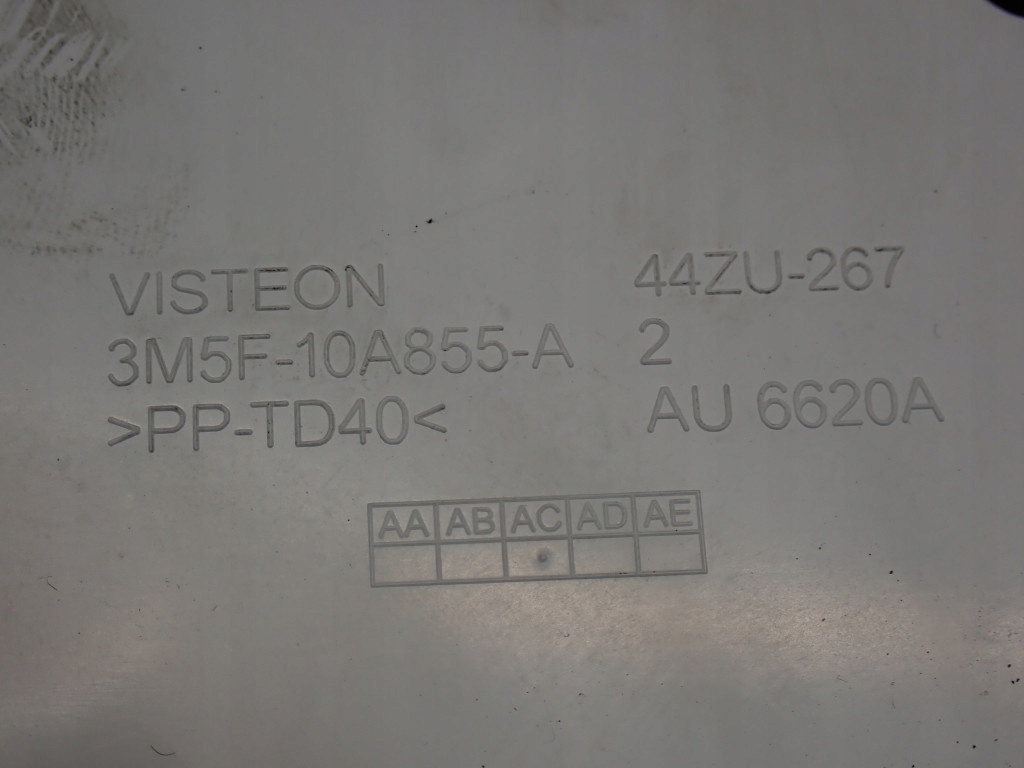 VISTEON
3M5F-10A855-A
>PP-TD40<
44ZU-267
2
AU 6620A
AA AB AC AD AE